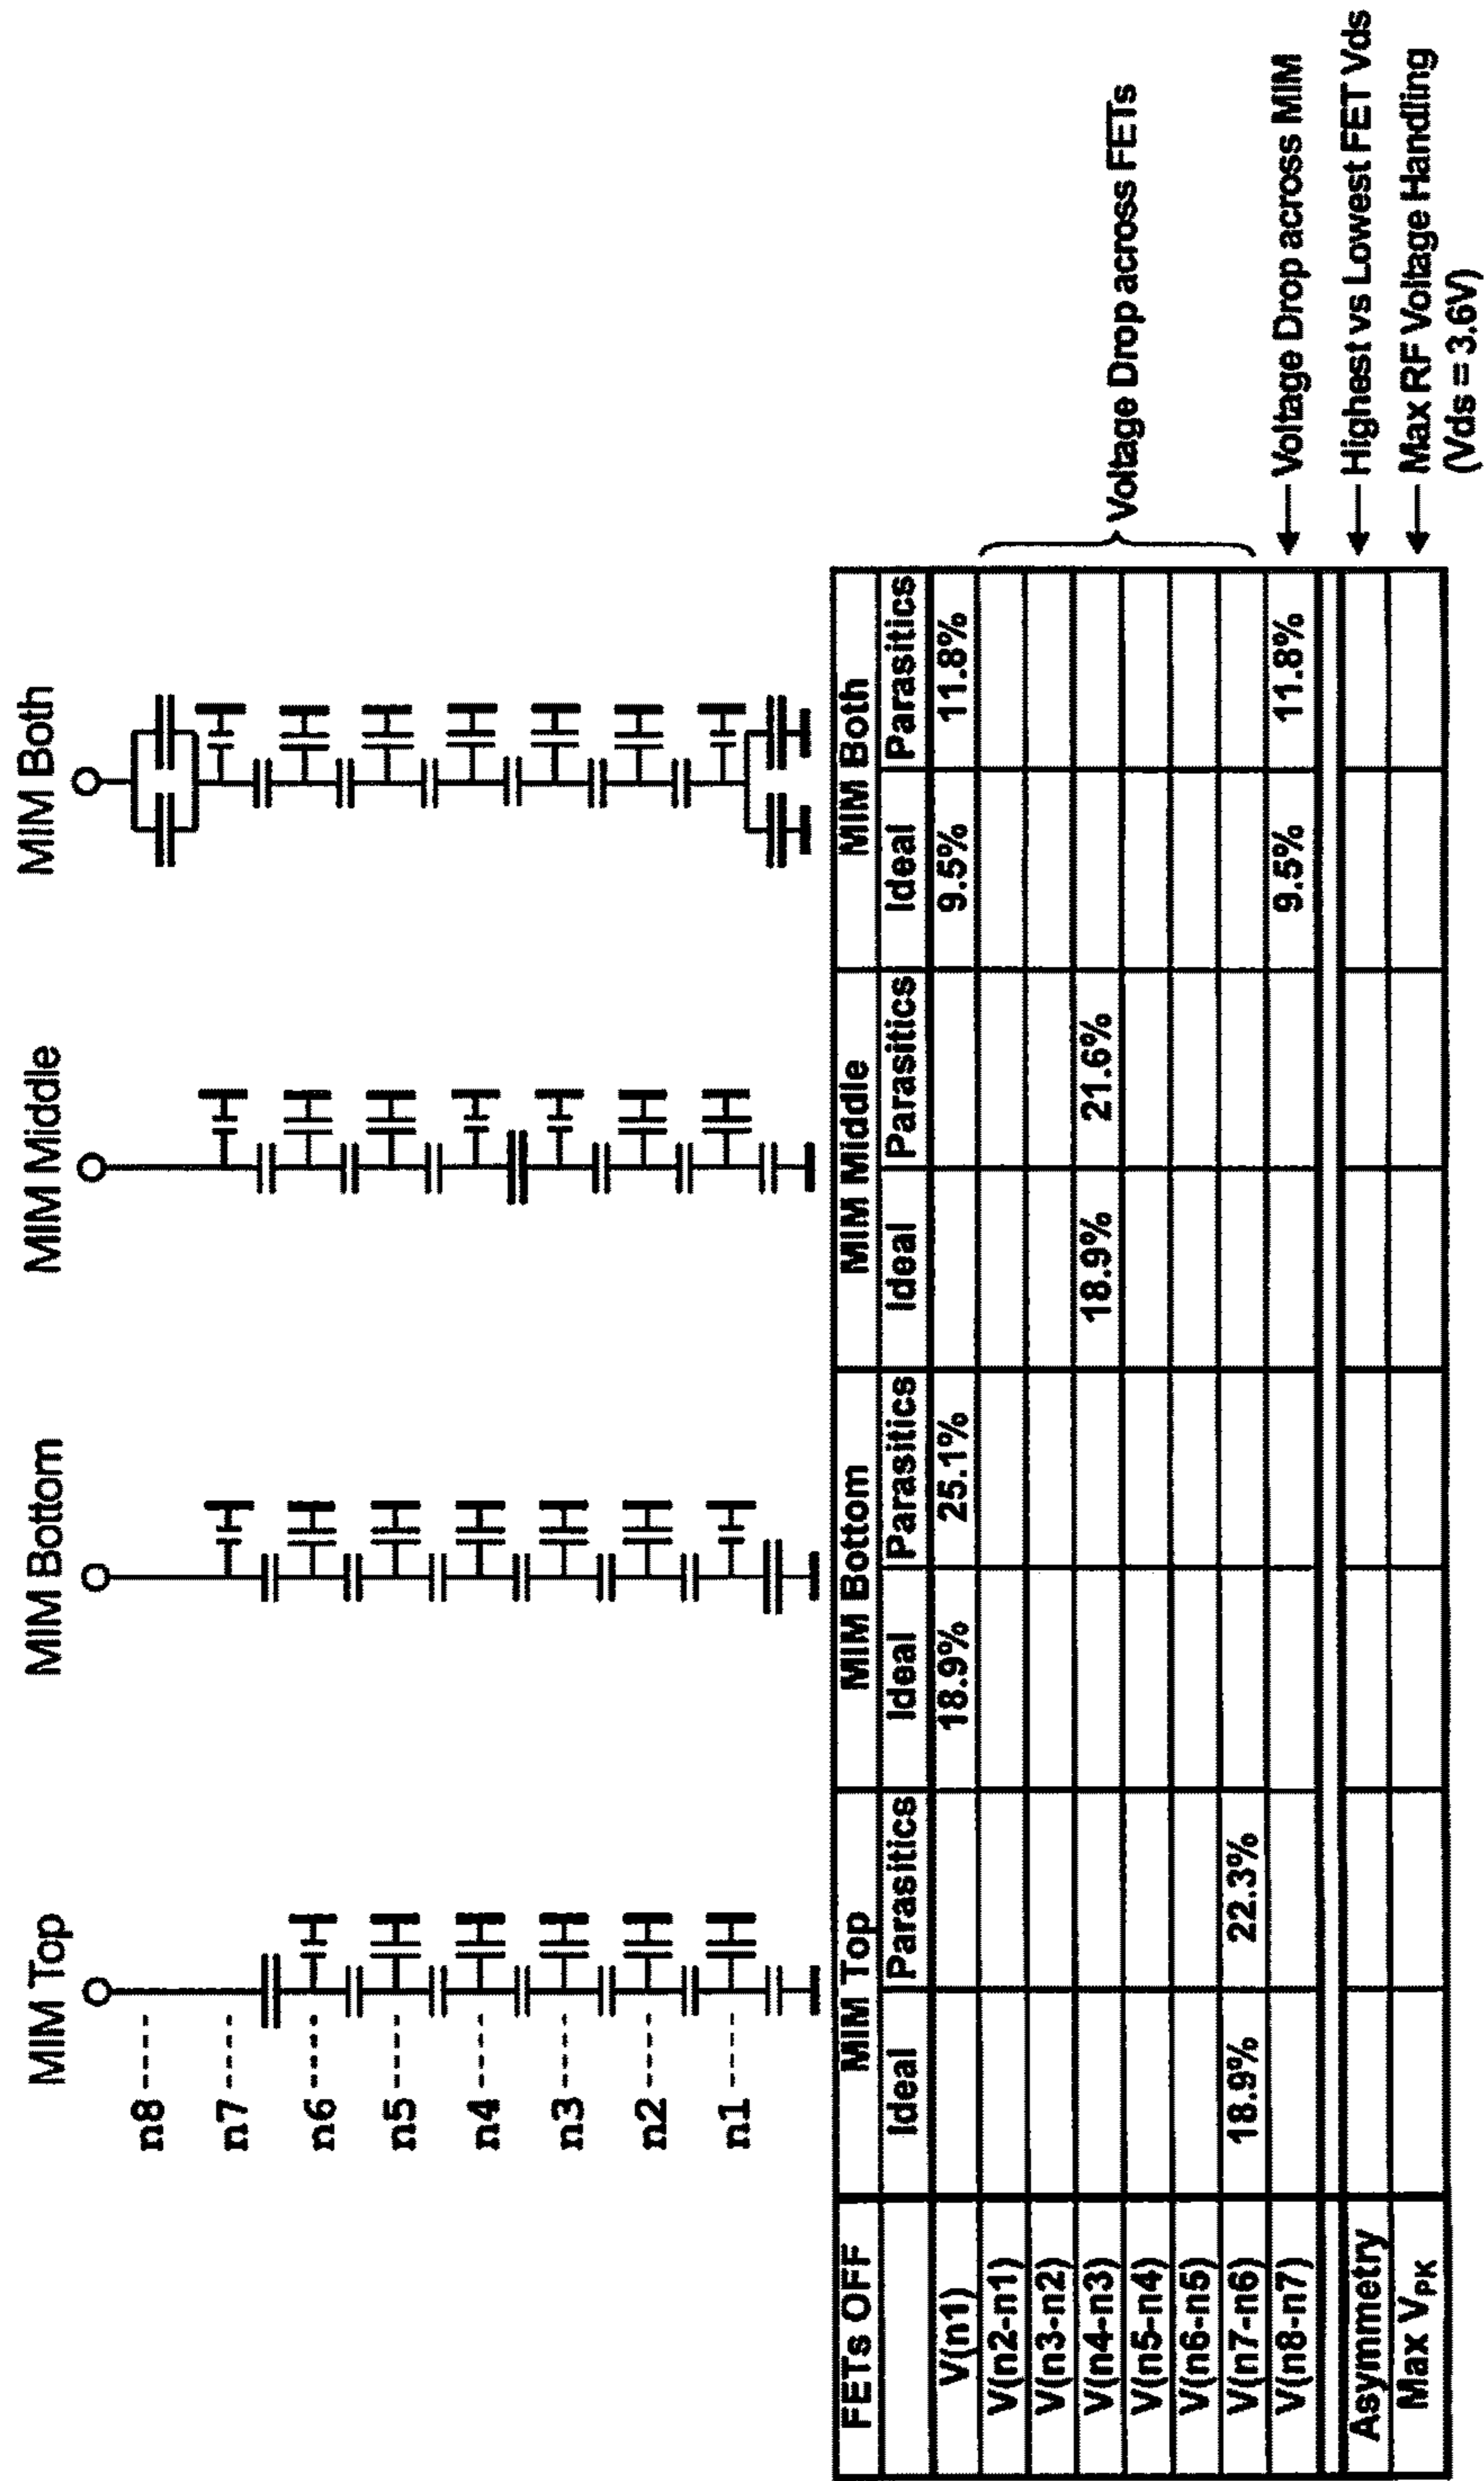 MIM Top
MIM Bottom
MIM Middle
MIM Both
n8
n7
n6
n5
n4
n3
n2
n1
FETs OFF MIM Top MIM Bottom MIM Middle MIM Both
Ideal Parasitics Ideal Parasitics Ideal Parasitics Ideal Parasitics
V(n1) 18.9% 25.1% 9.5% 11.8%
V(n2-n1)
V(n3-n2)
V(n4-n3) 18.9% 21.6%
V(n5-n4)
V(n6-n5)
V(n7-n6) 18.9% 22.3%
V(n8-n7) 9.5% 11.8%
Asymmetry
Max VPK
Voltage Drop across FETs
Voltage Drop across MIM
Highest vs Lowest FET Vds
Max RF Voltage Handling
(Vds = 3.6V)